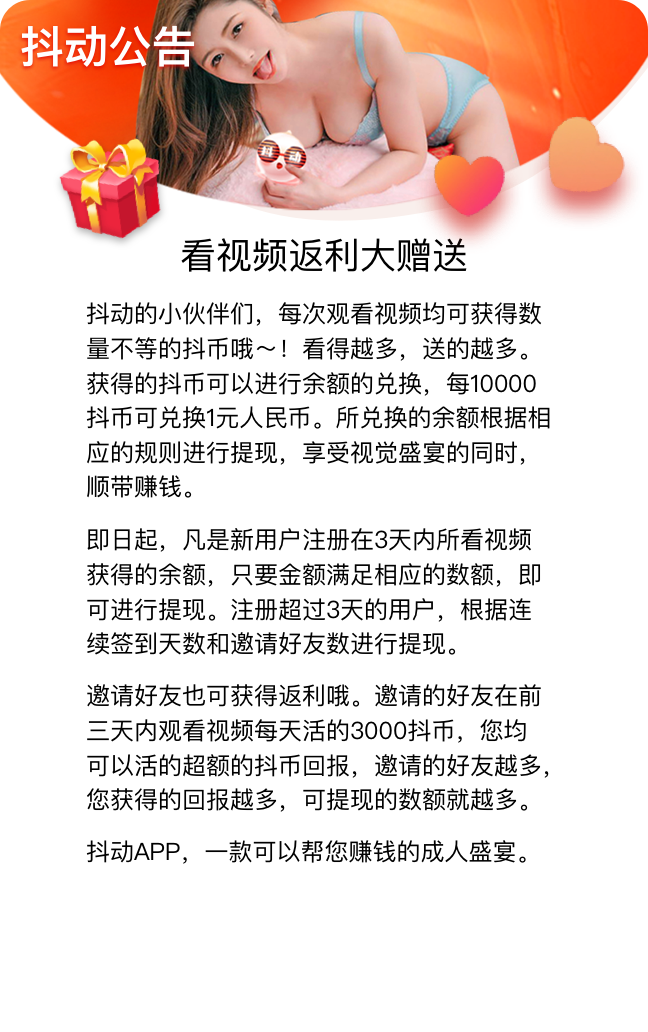 抖动公告
看视频返利大赠送
抖动的小伙伴们，每次观看视频均可获得数
量不等的抖币哦～！看得越多，送的越多。
获得的抖币可以进行余额的兑换，每10000
抖币可兑换1元人民币。所兑换的余额根据相
应的规则进行提现，享受视觉盛宴的同时，
顺带赚钱。
即日起，凡是新用户注册在3天内所看视频
获得的余额，只要金额满足相应的数额，即
可进行提现。注册超过3天的用户，根据连
续签到天数和邀请好友数进行提现。
邀请好友也可获得返利哦。邀请的好友在前
三天内观看视频每天活的3000抖币，您均
可以活的超额的抖币回报，邀请的好友越多，
您获得的回报越多，可提现的数额就越多。
抖动APP，一款可以帮您赚钱的成人盛宴。